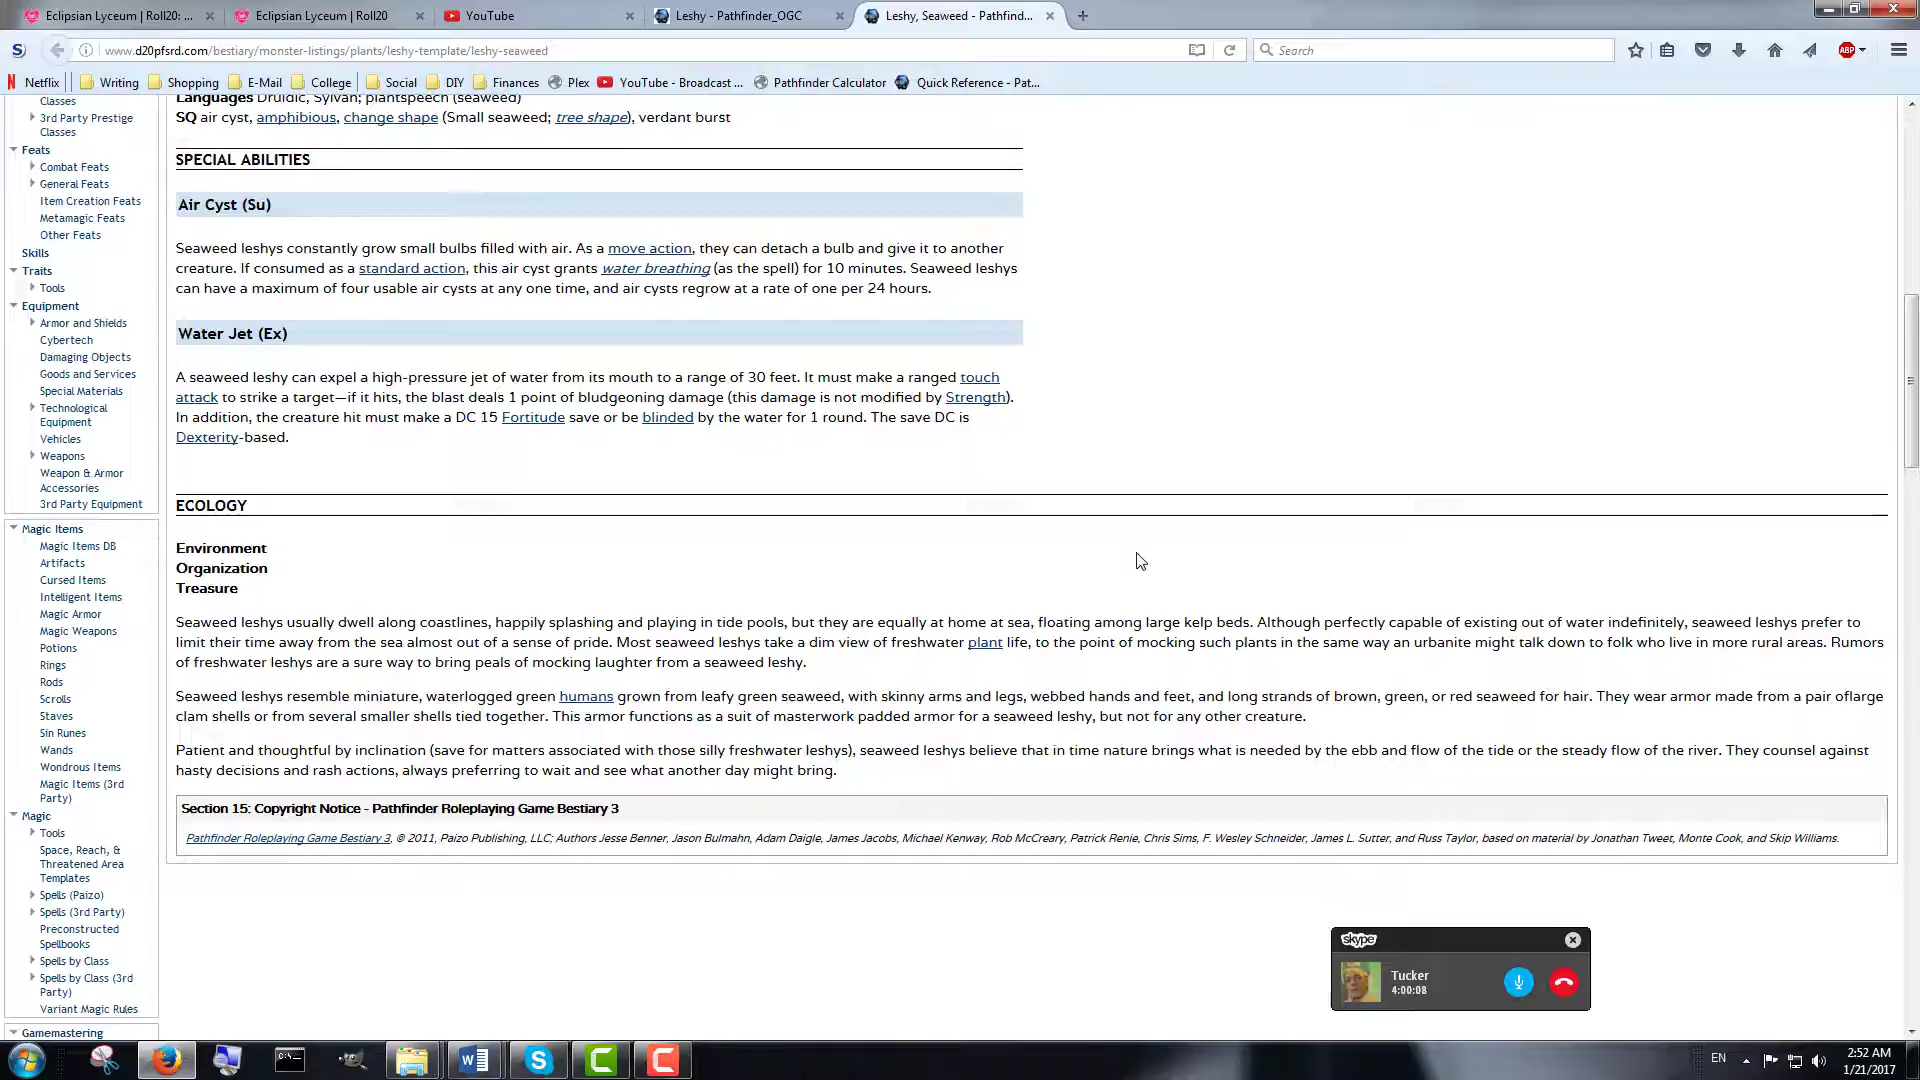 Eclipsian Lyceum | Roll20: ...
Eclipsian Lyceum | Roll20
YouTube
Leshy - Pathfinder_OGC
Leshy, Seaweed - Pathfind...
www.d20pfsrd.com/bestiary/monster-listings/plants/leshy-template/leshy-seaweed
Search
ABP
Netflix
Writing
Shopping
E-Mail
College
Social
DIY
Finances
Plex
YouTube - Broadcast ...
Pathfinder Calculator
Quick Reference - Pat...
Classes
3rd Party Prestige
Classes
Feats
Combat Feats
General Feats
Item Creation Feats
Metamagic Feats
Other Feats
Skills
Traits
Tools
Equipment
Armor and Shields
Cybertech
Damaging Objects
Goods and Services
Special Materials
Technological
Equipment
Vehicles
Weapons
Weapon & Armor
Accessories
3rd Party Equipment
Magic Items
Magic Items DB
Artifacts
Cursed Items
Intelligent Items
Magic Armor
Magic Weapons
Potions
Rings
Rods
Scrolls
Staves
Sin Runes
Wands
Wondrous Items
Magic Items (3rd
Party)
Magic
Tools
Space, Reach, &
Threatened Area
Templates
Spells (Paizo)
Spells (3rd Party)
Preconstructed
Spellbooks
Spells by Class
Spells by Class (3rd
Party)
Variant Magic Rules
Gamemastering
Languages Druidic, Sylvan; plantspeech (seaweed)
SQ air cyst, amphibious, change shape (Small seaweed; tree shape), verdant burst
SPECIAL ABILITIES
Air Cyst (Su)
Seaweed leshys constantly grow small bulbs filled with air. As a move action, they can detach a bulb and give it to another
creature. If consumed as a standard action, this air cyst grants water breathing (as the spell) for 10 minutes. Seaweed leshys
can have a maximum of four usable air cysts at any one time, and air cysts regrow at a rate of one per 24 hours.
Water Jet (Ex)
A seaweed leshy can expel a high-pressure jet of water from its mouth to a range of 30 feet. It must make a ranged touch
attack to strike a target—if it hits, the blast deals 1 point of bludgeoning damage (this damage is not modified by Strength).
In addition, the creature hit must make a DC 15 Fortitude save or be blinded by the water for 1 round. The save DC is
Dexterity-based.
ECOLOGY
Environment
Organization
Treasure
Seaweed leshys usually dwell along coastlines, happily splashing and playing in tide pools, but they are equally at home at sea, floating among large kelp beds. Although perfectly capable of existing out of water indefinitely, seaweed leshys prefer to
limit their time away from the sea almost out of a sense of pride. Most seaweed leshys take a dim view of freshwater plant life, to the point of mocking such plants in the same way an urbanite might talk down to folk who live in more rural areas. Rumors
of freshwater leshys are a sure way to bring peals of mocking laughter from a seaweed leshy.
Seaweed leshys resemble miniature, waterlogged green humans grown from leafy green seaweed, with skinny arms and legs, webbed hands and feet, and long strands of brown, green, or red seaweed for hair. They wear armor made from a pair oflarge
clam shells or from several smaller shells tied together. This armor functions as a suit of masterwork padded armor for a seaweed leshy, but not for any other creature.
Patient and thoughtful by inclination (save for matters associated with those silly freshwater leshys), seaweed leshys believe that in time nature brings what is needed by the ebb and flow of the tide or the steady flow of the river. They counsel against
hasty decisions and rash actions, always preferring to wait and see what another day might bring.
Section 15: Copyright Notice - Pathfinder Roleplaying Game Bestiary 3
Pathfinder Roleplaying Game Bestiary 3, © 2011, Paizo Publishing, LLC; Authors Jesse Benner, Jason Bulmahn, Adam Daigle, James Jacobs, Michael Kenway, Rob McCreary, Patrick Renie, Chris Sims, F. Wesley Schneider, James L. Sutter, and Russ Taylor, based on material by Jonathan Tweet, Monte Cook, and Skip Williams.
skype
Tucker
4:00:08
EN
2:52 AM
1/21/2017